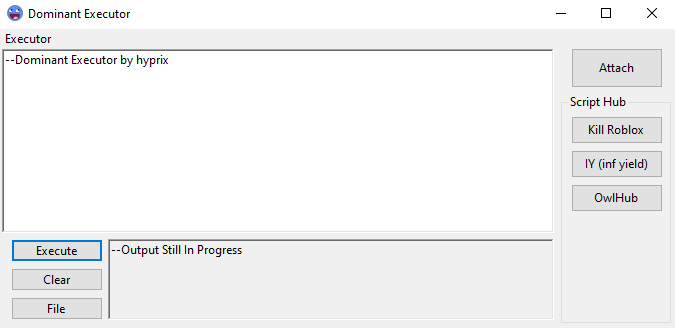 Dominant Executor
Executor
--Dominant Executor by hyprix
Attach
Script Hub
Kill Roblox
IY (inf yield)
OwlHub
Execute
Clear
File
--Output Still In Progress